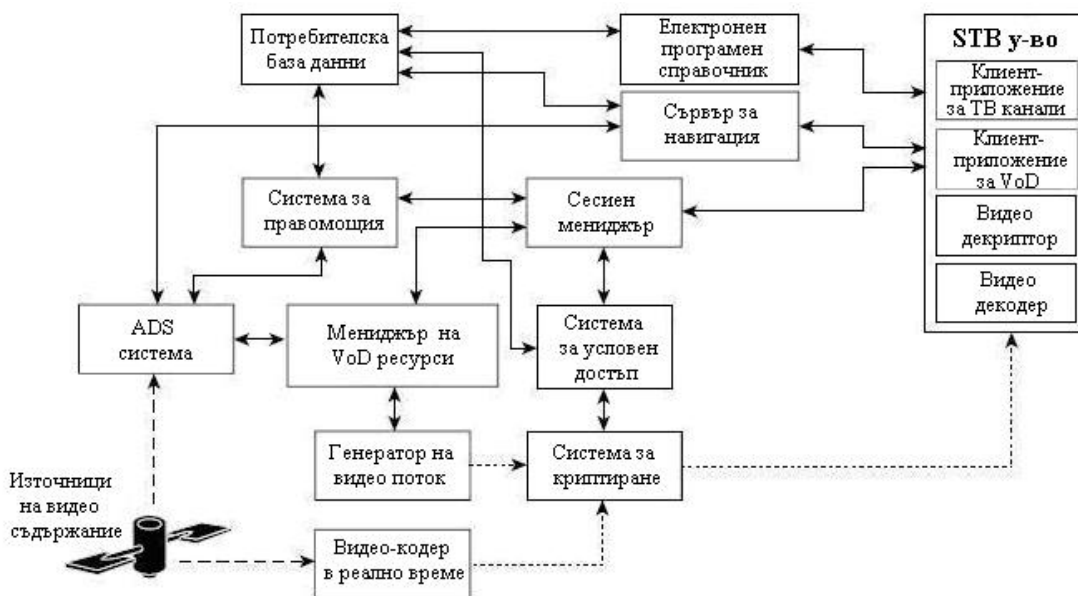 Потребителска
база данни
Електронен
програмен
справочник
STB у-во
Клиент-
приложение
за ТВ канали
Сървър за
навигация
Клиент-
приложение
за VoD
Система за
правомощия
Сесиен
мениджър
Видео
декриптор
Видео
декодер
ADS
система
Мениджър на
VoD ресурси
Система
за условен
достъп
Генератор на
видео поток
Система за
криптиране
Източници
на видео
съдържание
Видео-кодер
в реално време